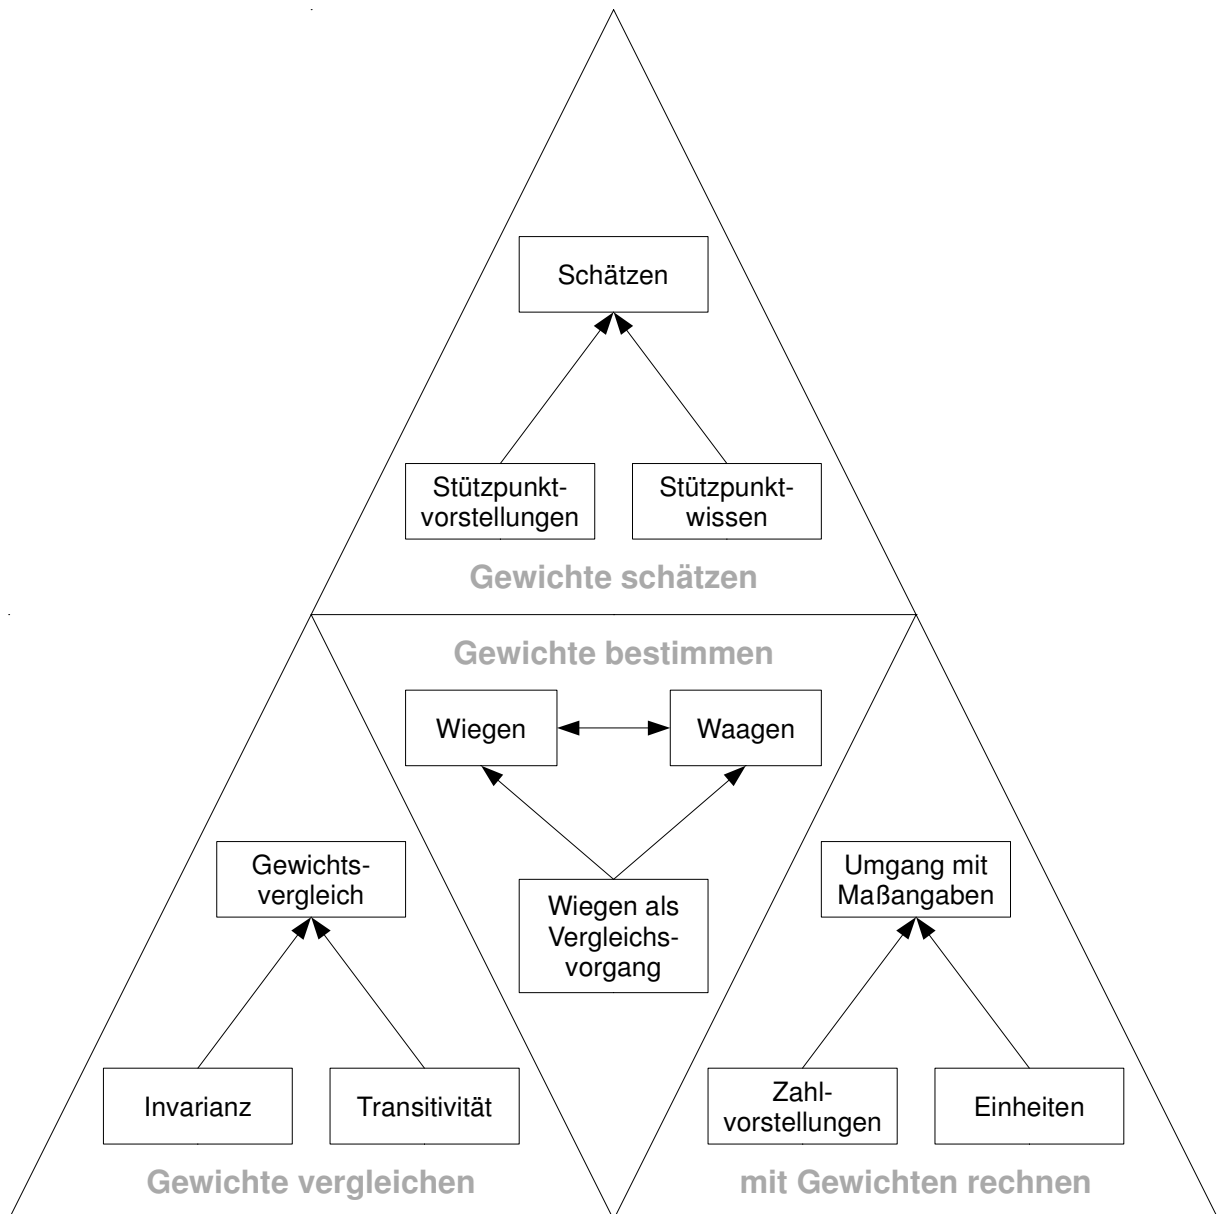 Schätzen
Stützpunkt-
vorstellungen
Stützpunkt-
wissen
Gewichte schätzen
Gewichte bestimmen
Wiegen
Waagen
Wiegen als
Vergleichs-
vorgang
Gewichts-
vergleich
Invarianz
Transitivität
Gewichte vergleichen
Umgang mit
Maßangaben
Zahl-
vorstellungen
Einheiten
mit Gewichten rechnen